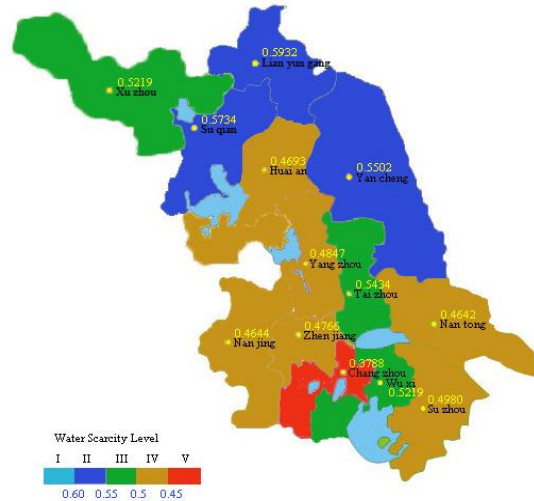 0.5932
Lian yun gang
0.5219
Xu zhou
0.5734
Su qian
0.4693
Huai an
0.5502
Yan cheng
0.4847
Yang zhou
0.5434
Tai zhou
0.4642
Nan tong
0.4644
Nan jing
0.4766
Zhen jiang
0.3788
Chang zhou
Wu xi
0.5219
0.4980
Su zhou
Water Scarcity Level
I II III IV V
0.60 0.55 0.5 0.45